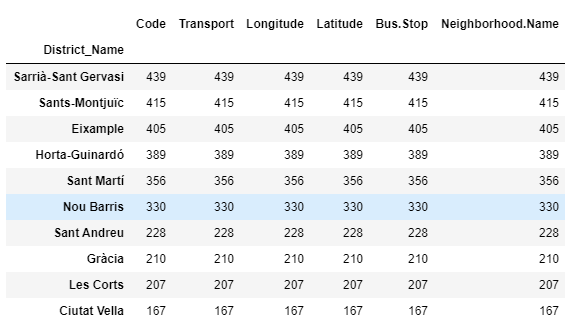 Code Transport Longitude Latitude Bus.Stop Neighborhood.Name
District_Name
Sarrià-Sant Gervasi 439 439 439 439 439 439
Sants-Montjuïc 415 415 415 415 415 415
Eixample 405 405 405 405 405 405
Horta-Guinardó 389 389 389 389 389 389
Sant Martí 356 356 356 356 356 356
Nou Barris 330 330 330 330 330 330
Sant Andreu 228 228 228 228 228 228
Gràcia 210 210 210 210 210 210
Les Corts 207 207 207 207 207 207
Ciutat Vella 167 167 167 167 167 167